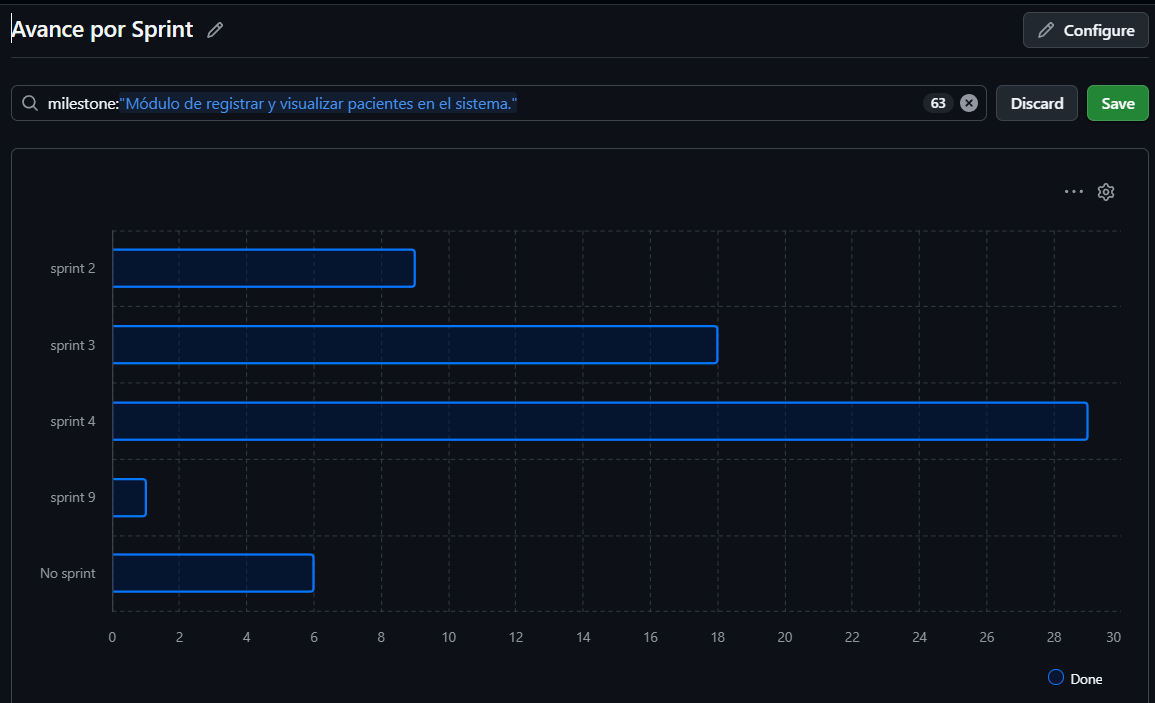 Avance por Sprint
Configure
milestone:"Módulo de registrar y visualizar pacientes en el sistema."
63
Discard
Save
sprint 2
sprint 3
sprint 4
sprint 9
No sprint
0 2 4 6 8 10 12 14 16 18 20 22 24 26 28 30
Done